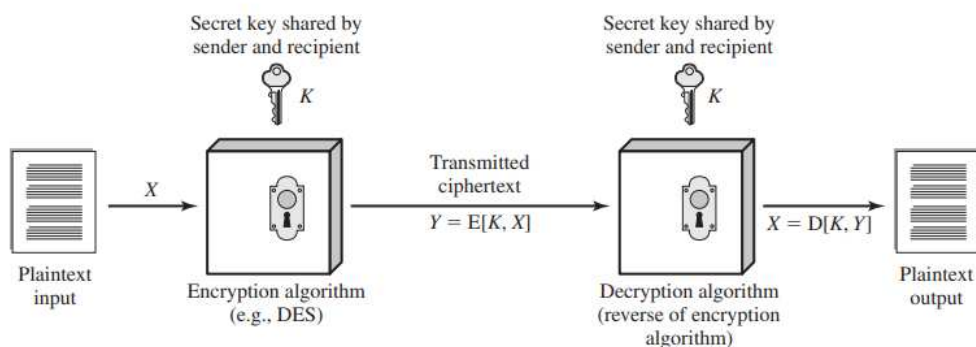 Secret key shared by
sender and recipient
K
Secret key shared by
sender and recipient
K
X
Transmitted
ciphertext
Y = E[K, X]
X = D[K, Y]
Plaintext
input
Encryption algorithm
(e.g., DES)
Decryption algorithm
(reverse of encryption
algorithm)
Plaintext
output